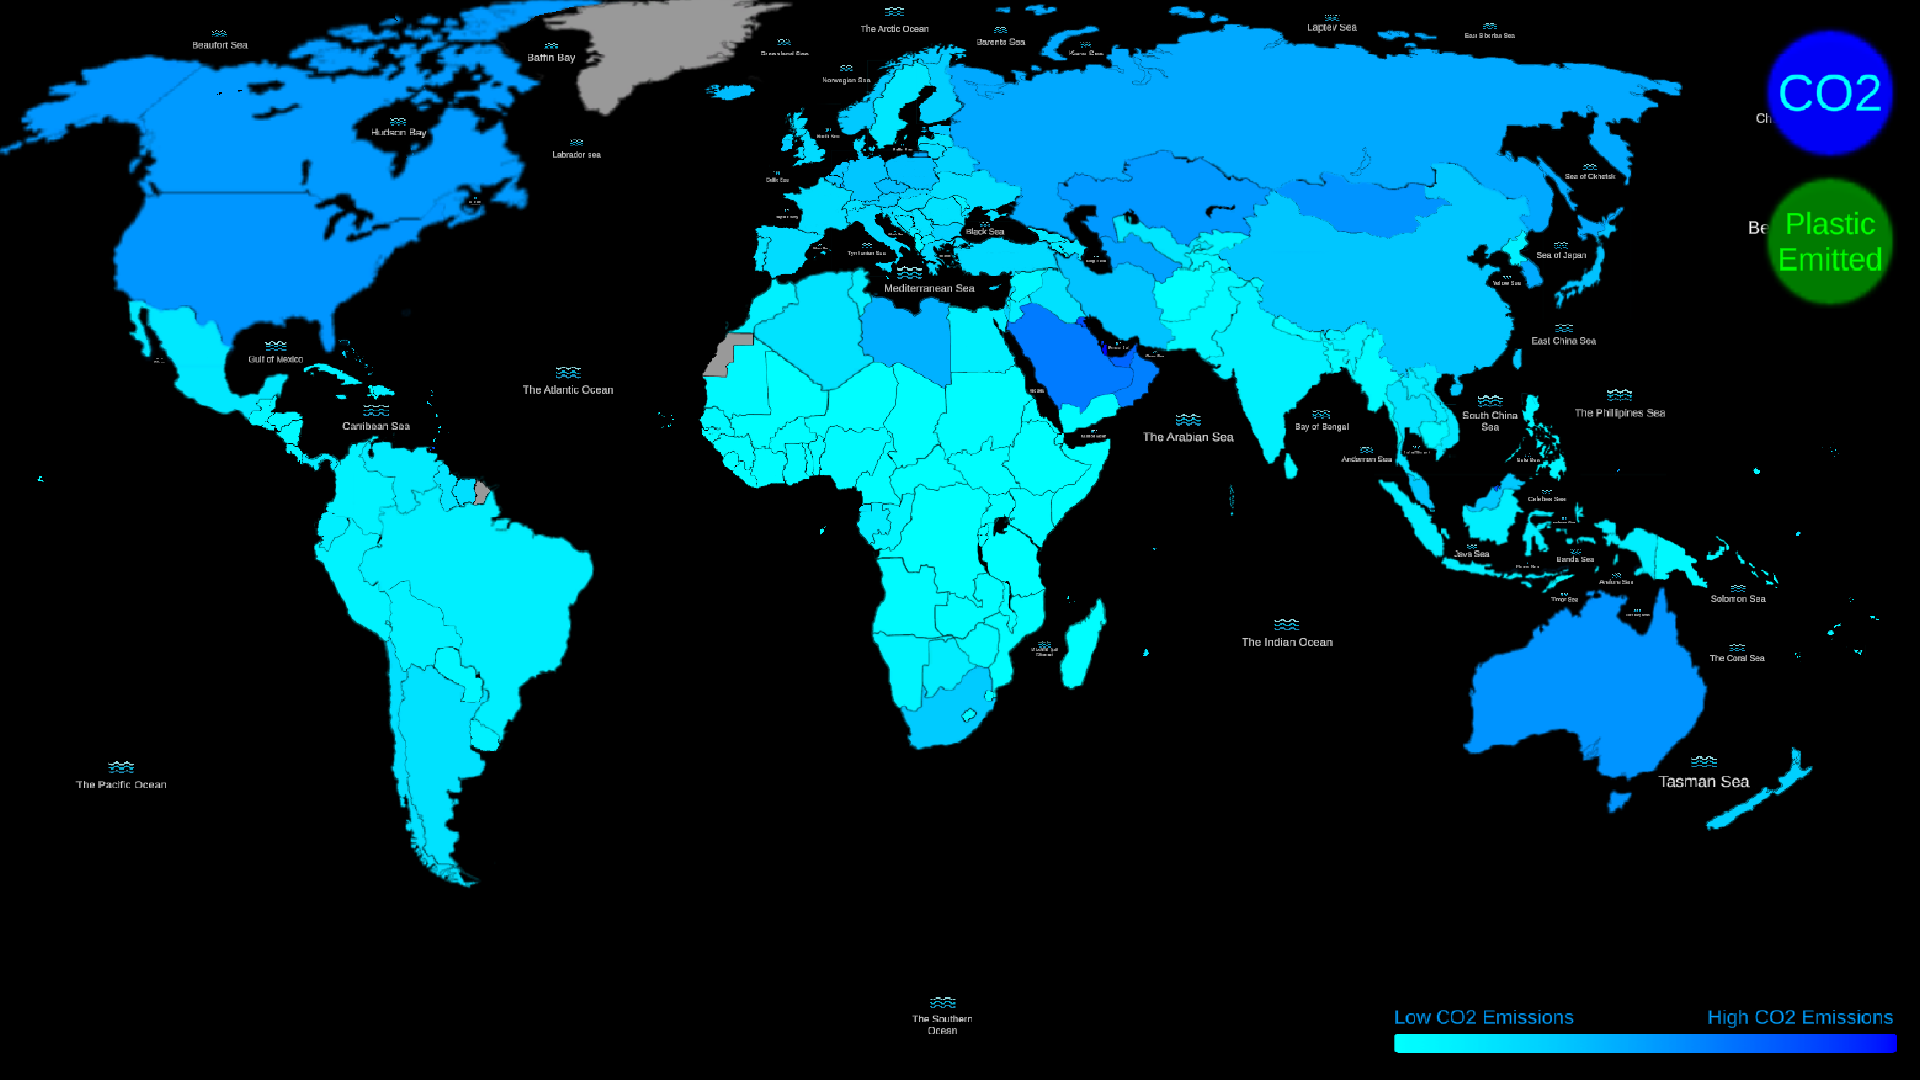 The Arctic Ocean
Laptev Sea
Barents Sea
East Siberian Sea
Beaufort Sea
Baffin Bay
Greenland Sea
Norwegian Sea
CO2
Ch
Hudson Bay
Labrador sea
Sea of Okhotsk
Celtic Sea
Plastic
Emitted
Be
Black Sea
Tyrrhenian Sea
Sea of Japan
Mediterranean Sea
Yellow Sea
East China Sea
Gulf of Mexico
The Atlantic Ocean
The Phillipines Sea
South China
Sea
Carribean Sea
Bay of Bengal
The Arabian Sea
Andaman Sea
Celebes Sea
Java Sea
Banda Sea
Arafura Sea
Timor Sea
Solomon Sea
The Indian Ocean
The Coral Sea
Tasman Sea
The Pacific Ocean
The Southern
Ocean
Low CO2 Emissions
High CO2 Emissions